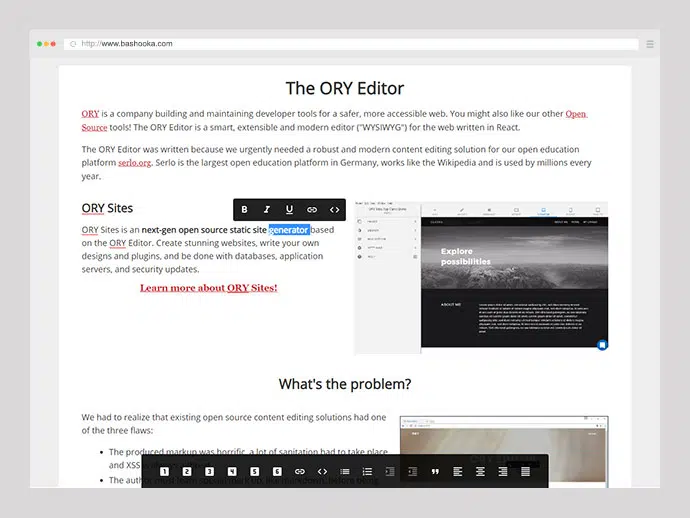 http://www.bashooka.com
The ORY Editor
ORY is a company building and maintaining developer tools for a safer, more accessible web. You might also like our other Open
Source tools! The ORY Editor is a smart, extensible and modern editor ("WYSIWYG") for the web written in React.
The ORY Editor was written because we urgently needed a robust and modern content editing solution for our open education
platform serlo.org. Serlo is the largest open education platform in Germany, works like the Wikipedia and is used by millions every
year.
ORY Sites
B I U <>
ORY Sites is an next-gen open source static site generator based
on the ORY Editor. Create stunning websites, write your own
designs and plugins, and be done with databases, application
servers, and security updates.
Learn more about ORY Sites!
Explore
possibilities
ABOUT ME
What's the problem?
We had to realize that existing open source content editing solutions had one
of the three flaws:
• The produced markup was horrific, a lot of sanitation had to take place
and XSS
• The author
1 2 3 4 5 6 <>